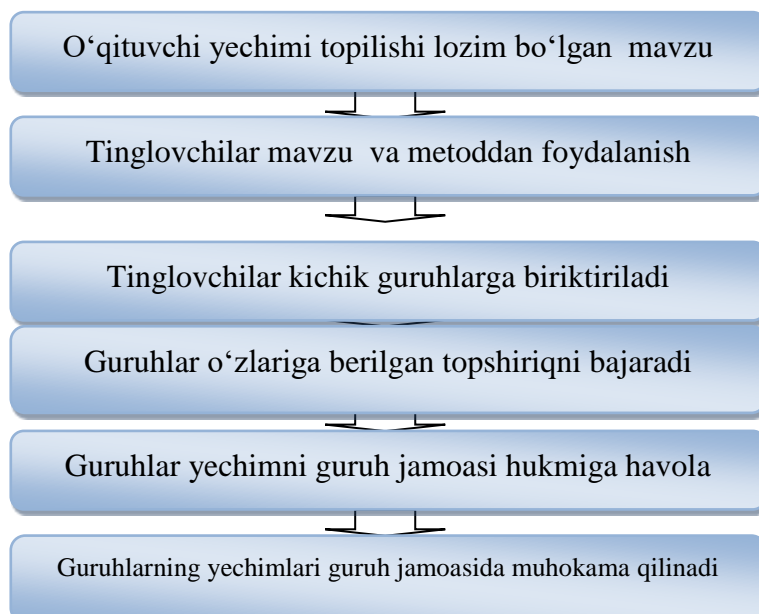 O‘qituvchi yechimi topilishi lozim bo‘lgan mavzu
Tinglovchilar mavzu va metoddan foydalanish
Tinglovchilar kichik guruhlarga biriktiriladi
Guruhlar o‘zlariga berilgan topshiriqni bajaradi
Guruhlar yechimni guruh jamoasi hukmiga havola
Guruhlarning yechimlari guruh jamoasida muhokama qilinadi